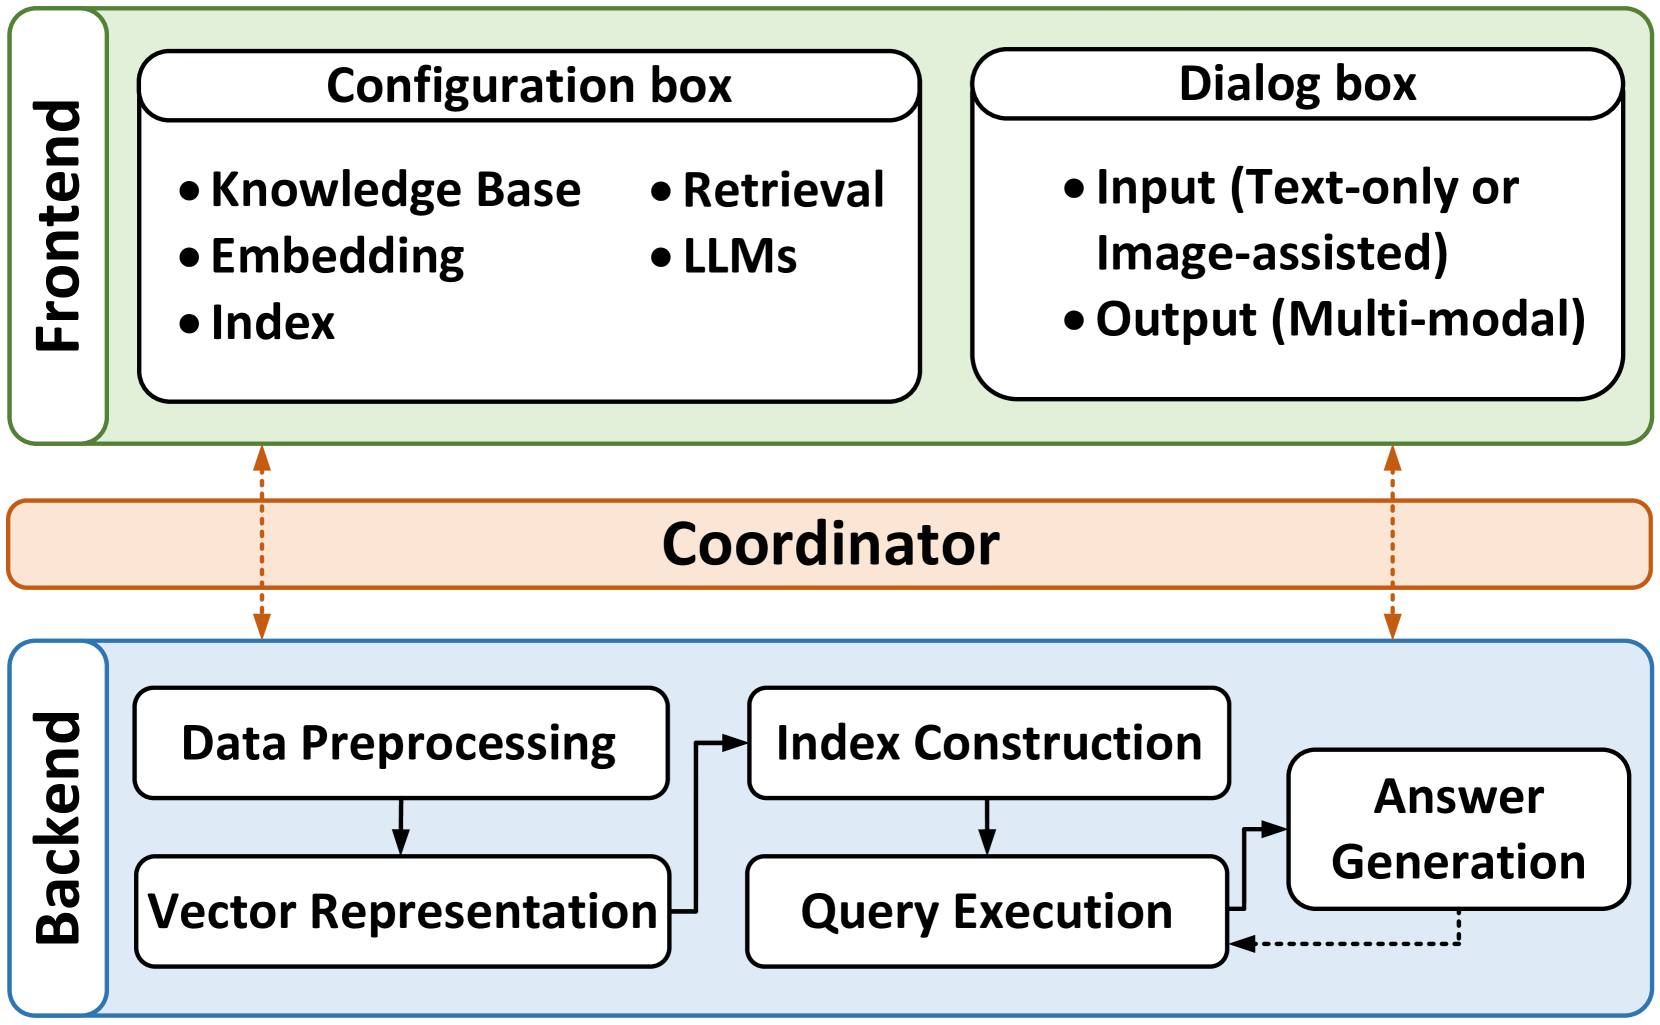 Frontend
Configuration box
• Knowledge Base
• Embedding
• Index
• Retrieval
• LLMs
Dialog box
• Input (Text-only or
Image-assisted)
• Output (Multi-modal)
Coordinator
Backend
Data Preprocessing
Vector Representation
Index Construction
Query Execution
Answer
Generation